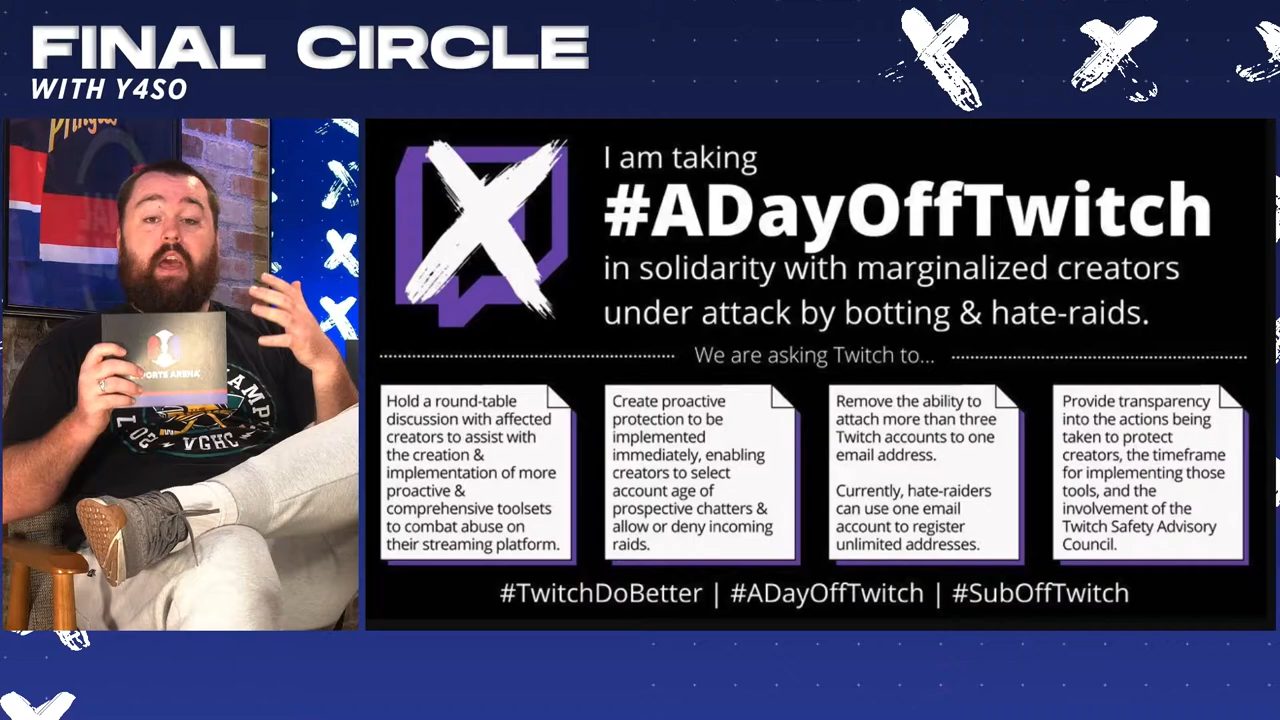 FINAL CIRCLE
WITH Y4SO
Pringles
I am taking
#ADayOffTwitch
in solidarity with marginalized creators
under attack by botting & hate-raids.
We are asking Twitch to...
Hold a round-table
discussion with affected
creators to assist with
the creation &
implementation of more
proactive &
comprehensive toolsets
to combat abuse on
their streaming platform.
Create proactive
protection to be
implemented
immediately, enabling
creators to select
account age of
prospective chatters &
allow or deny incoming
raids.
Remove the ability to
attach more than three
Twitch accounts to one
email address.
Currently, hate-raiders
can use one email
account to register
unlimited addresses.
Provide transparency
into the actions being
taken to protect
creators, the timeframe
for implementing those
tools, and the
involvement of the
Twitch Safety Advisory
Council.
#TwitchDoBetter | #ADayOffTwitch | #SubOffTwitch
PORTS ARENA
VGHC